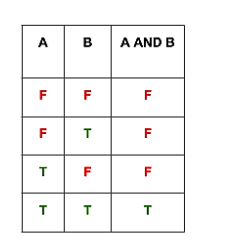 A B A AND B
F F F
F T F
T F F
T T T